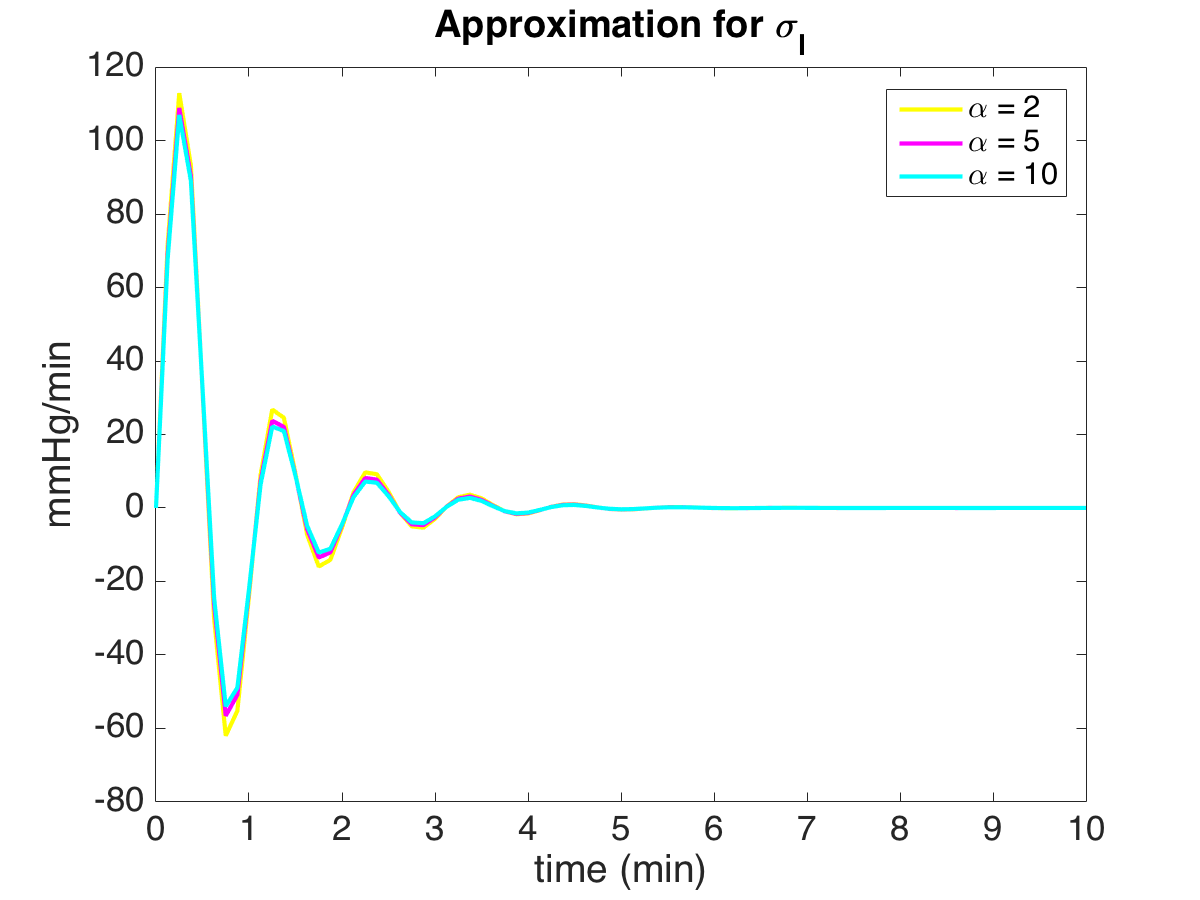 Approximation for σ_I
120
100
80
60
40
20
0
-20
-40
-60
-80
mmHg/min
α = 2
α = 5
α = 10
0 1 2 3 4 5 6 7 8 9 10
time (min)